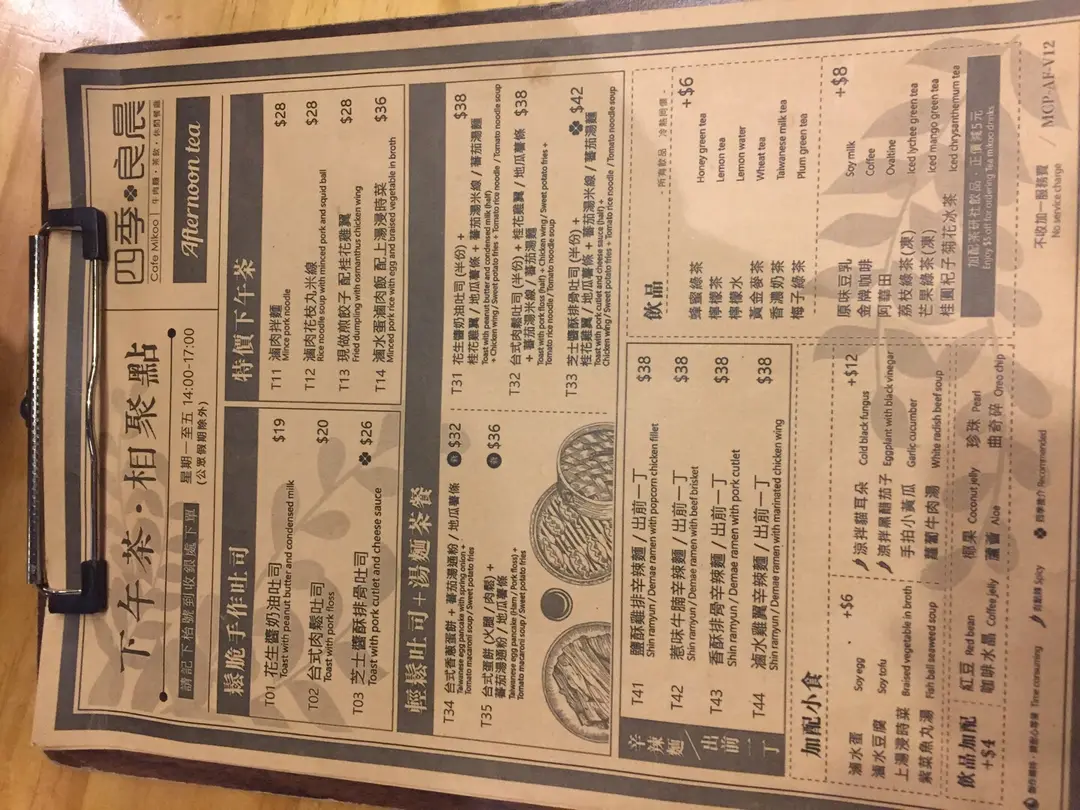 下午茶·相聚點
請記下枱號到收銀處下單
星期一至五 14:00-17:00
(公眾假期除外)
四季良晨
Cafe Mikoo 牛肉麵·茶飲·休閒餐廳
Afternoon tea
鬆脆手作吐司
T01 花生醬奶油吐司 $19
Toast with peanut butter and condensed milk
T02 台式肉鬆吐司 $20
Toast with pork floss
T03 芝士醬酥排骨吐司 $26
Toast with pork cutlet and cheese sauce
特價下午茶
T11 滷肉拌麵 $28
Mince pork noodle
T12 滷肉花枝丸米線 $28
Rice noodle soup with minced pork and squid ball
T13 現做煎餃子 配桂花雞翼 $28
Fried dumpling with osmanthus chicken wing
T14 滷水蛋滷肉飯 配上湯浸時菜 $36
Minced pork rice with egg and braised vegetable in broth
輕鬆吐司+湯麵茶餐
T34 台式香蔥蛋餅 + 蕃茄湯通粉 / 地瓜薯條 $32
Taiwanese egg pancake with spring onion +
Tomato macaroni soup / Sweet potato fries
T35 台式蛋餅 (火腿 / 肉鬆) + $36
蕃茄湯通粉 / 地瓜薯條
Taiwanese egg pancake (Ham / Pork floss) +
Tomato macaroni soup / Sweet potato fries
T31 花生醬奶油吐司 (半份) + $38
桂花雞翼 / 地瓜薯條 + 蕃茄湯米線 / 蕃茄湯麵
Toast with peanut butter and condensed milk (half)
+ Chicken wing / Sweet potato fries + Tomato rice noodle / Tomato noodle soup
T32 台式肉鬆吐司 (半份) + 桂花雞翼 / 地瓜薯條 $38
+ 蕃茄湯米線 / 蕃茄湯麵
Toast with pork floss (half) + Chicken wing / Sweet potato fries +
Tomato rice noodle / Tomato noodle soup
T33 芝士醬酥排骨吐司 (半份) + $42
桂花雞翼 / 地瓜薯條 + 蕃茄湯米線 / 蕃茄湯麵
Toast with pork cutlet and cheese sauce (half) +
Chicken wing / Sweet potato fries + Tomato rice noodle / Tomato noodle soup
辛辣麵/出前一丁
T41 鹽酥雞排辛辣麵 / 出前一丁 $38
Shin ramyun / Demae ramen with popcorn chicken fillet
T42 惹味牛腩辛辣麵 / 出前一丁 $38
Shin ramyun / Demae ramen with beef brisket
T43 香酥排骨辛辣麵 / 出前一丁 $38
Shin ramyun / Demae ramen with pork cutlet
T44 滷水雞翼辛辣麵 / 出前一丁 $38
Shin ramyun / Demae ramen with marinated chicken wing
飲品
- 所有飲品 冷熱同價 -
+$6
蜂蜜綠茶 Honey green tea
檸檬茶 Lemon tea
檸檬水 Lemon water
黃金麥茶 Wheat tea
香濃奶茶 Taiwanese milk tea
梅子綠茶 Plum green tea
+$8
原味豆乳 Soy milk
金牌咖啡 Coffee
阿華田 Ovaltine
荔枝綠茶(凍) Iced lychee green tea
芒果綠茶(凍) Iced mango green tea
桂圓杞子菊花冰茶 Iced chrysanthemum tea
加配茶研社飲品，正價減5元
Enjoy $5 off for ordering Tea mikoo drinks
加配小食
+$6
滷水蛋 Soy egg
滷水豆腐 Soy tofu
上湯浸時菜 Braised vegetable in broth
紫菜魚丸湯 Fish ball seaweed soup
+$12
涼拌貓耳朵 Cold black fungus
涼拌黑醋茄子 Eggplant with black vinegar
手拍小黃瓜 Garlic cucumber
蘿蔔牛肉湯 White radish beef soup
飲品加配
+$4
紅豆 Red bean
椰果 Coconut jelly
珍珠 Pearl
咖啡水晶 Coffee jelly
蘆薈 Aloe
曲奇碎 Oreo chop
製作需時，請耐心等候 Time consuming
有點辣 Spicy
四季推介 Recommended
不收加一服務費
No service charge
MCP-AF-V12